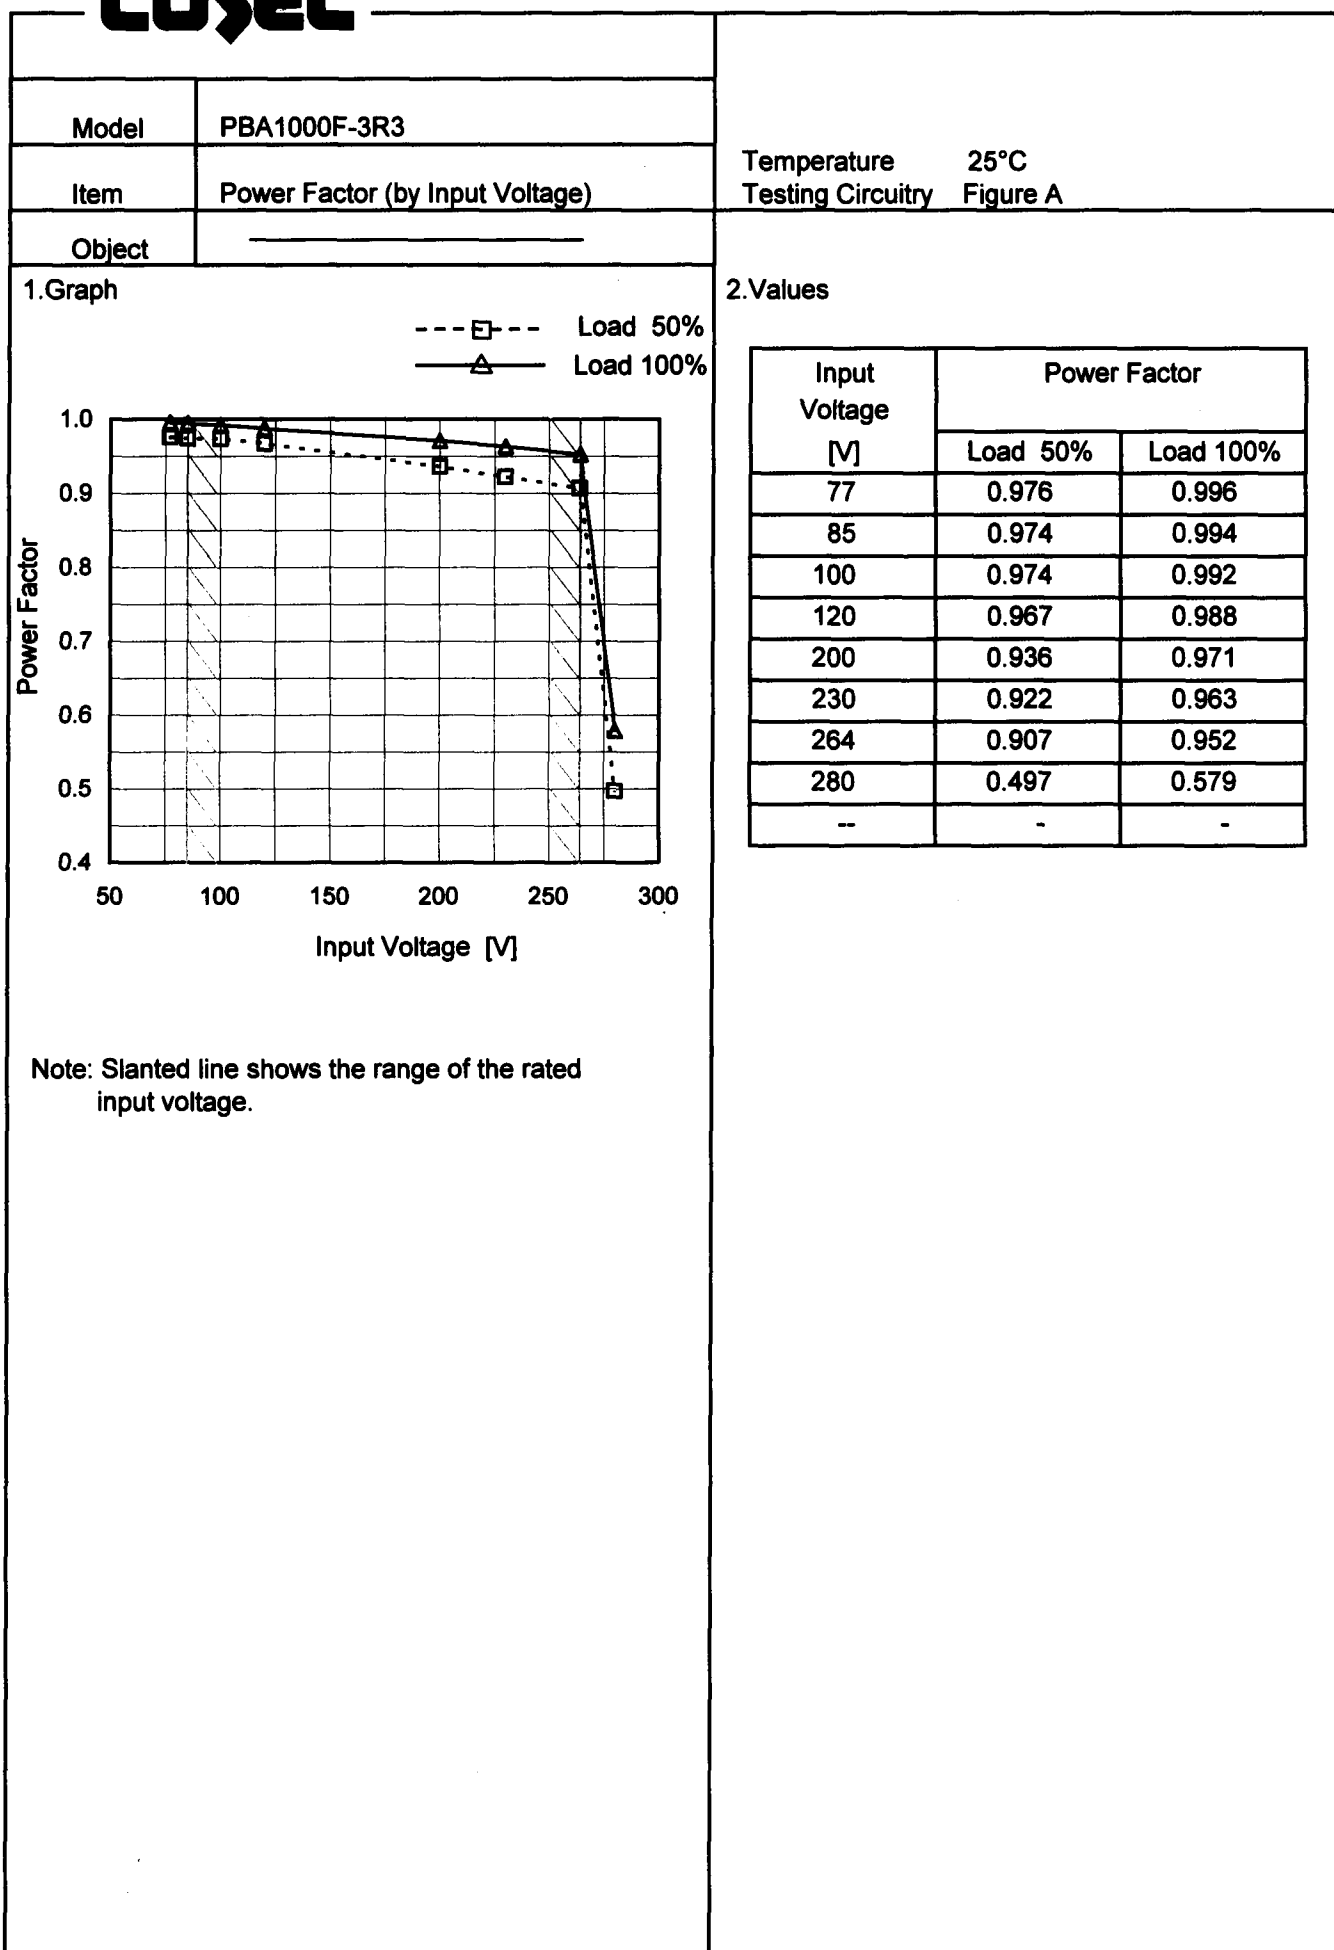 COSEL
Model PBA1000F-3R3
Item Power Factor (by Input Voltage)
Object
Temperature 25°C
Testing Circuitry Figure A
1.Graph
Load 50%
Load 100%
1.0
0.9
0.8
0.7
0.6
0.5
0.4
Power Factor
50 100 150 200 250 300
Input Voltage [V]
Note: Slanted line shows the range of the rated
input voltage.
2.Values
Input Power Factor
Voltage
[V] Load 50% Load 100%
77 0.976 0.996
85 0.974 0.994
100 0.974 0.992
120 0.967 0.988
200 0.936 0.971
230 0.922 0.963
264 0.907 0.952
280 0.497 0.579
-- - -